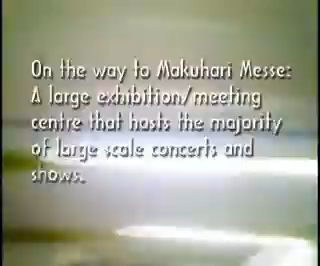 On the way to Makuhari Messe:
A large exhibition/meeting
centre that hosts the majority
of large scale concerts and
shows.